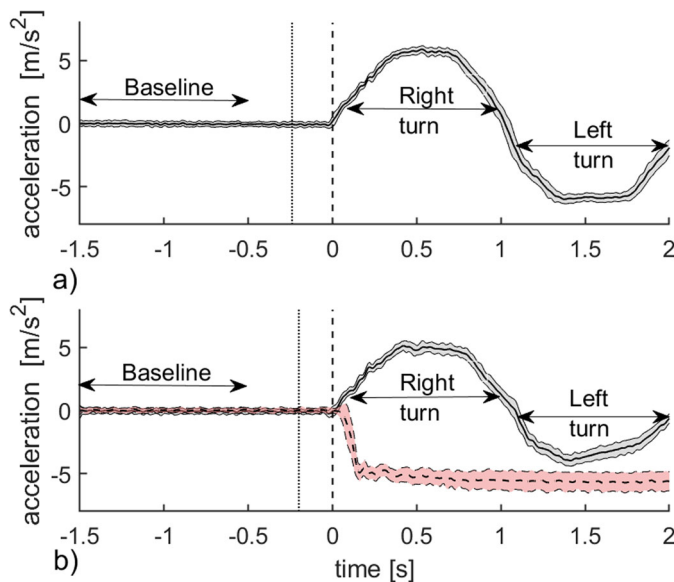 acceleration [m/s²]
5
0
-5
Baseline
Right
turn
Left
turn
-1.5 -1 -0.5 0 0.5 1 1.5 2
a)
acceleration [m/s²]
5
0
-5
Baseline
Right
turn
Left
turn
-1.5 -1 -0.5 0 0.5 1 1.5 2
b)
time [s]